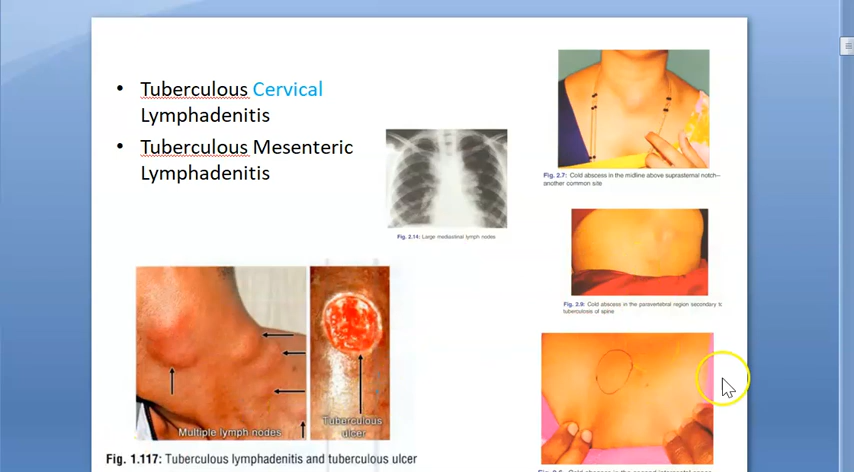 • Tuberculous Cervical
Lymphadenitis
• Tuberculous Mesenteric
Lymphadenitis
Fig. 2.7: Cold abscess in the midline above suprasternal notch–
another common site
Fig. 2.14: Large mediastinal lymph nodes
Fig. 2.9: Cold abscess in the paravertebral region secondary t
tuberculosis of spine
Multiple lymph nodes
Tuberculous
ulcer
Fig. 1.117: Tuberculous lymphadenitis and tuberculous ulcer